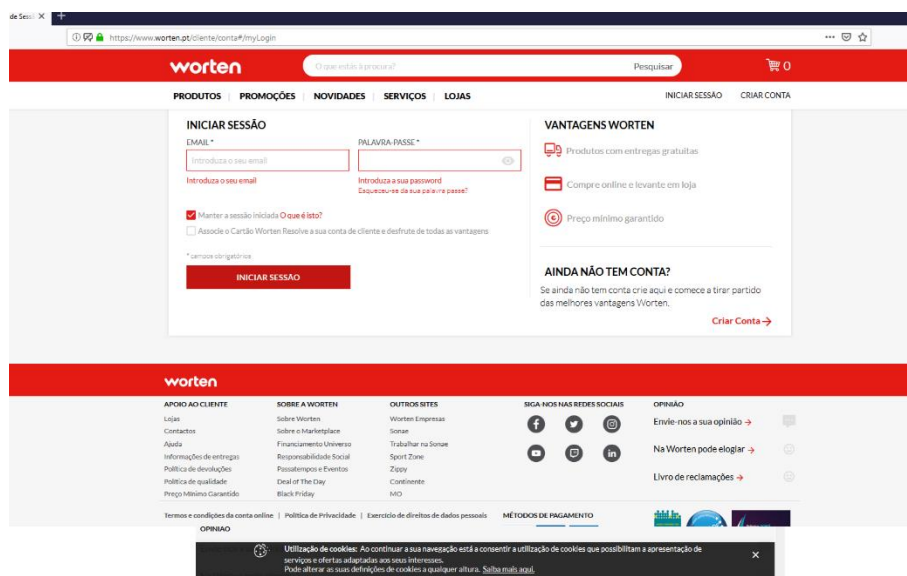 de Sess
https://www.worten.pt/cliente/conta#/myLogin
worten
O que estás à procura?
Pesquisar
0
PRODUTOS
PROMOÇÕES
NOVIDADES
SERVIÇOS
LOJAS
INICIAR SESSÃO
CRIAR CONTA
INICIAR SESSÃO
EMAIL *
PALAVRA-PASSE *
Introduza o seu email
Introduza o seu email
Introduza a sua password
Esqueceu-se da sua palavra passe?
Manter a sessão iniciada O que é isto?
Associe o Cartão Worten Resolve a sua conta de cliente e desfrute de todas as vantagens
* campos obrigatórios
INICIAR SESSÃO
VANTAGENS WORTEN
Produtos com entregas gratuitas
Compre online e levante em loja
Preço mínimo garantido
AINDA NÃO TEM CONTA?
Se ainda não tem conta crie aqui e comece a tirar partido
das melhores vantagens Worten.
Criar Conta →
worten
APOIO AO CLIENTE
Lojas
Contactos
Ajuda
Informações de entregas
Política de devoluções
Política de qualidade
Preço Mínimo Garantido
SOBRE A WORTEN
Sobre Worten
Sobre o Marketplace
Financiamento Universo
Responsabilidade Social
Passatempos e Eventos
Deal of The Day
Black Friday
OUTROS SITES
Worten Empresas
Sonae
Trabalhar na Sonae
Sport Zone
Zippy
Continente
MO
SIGA-NOS NAS REDES SOCIAIS
OPINIÃO
Envie-nos a sua opinião →
Na Worten pode elogiar →
Livro de reclamações →
Termos e condições da conta online | Política de Privacidade | Exercício de direitos de dados pessoais
MÉTODOS DE PAGAMENTO
OPINIAO
Utilização de cookies: Ao continuar a sua navegação está a consentir a utilização de cookies que possibilitam a apresentação de
serviços e ofertas adaptadas aos seus interesses.
Pode alterar as suas definições de cookies a qualquer altura. Saiba mais aqui.